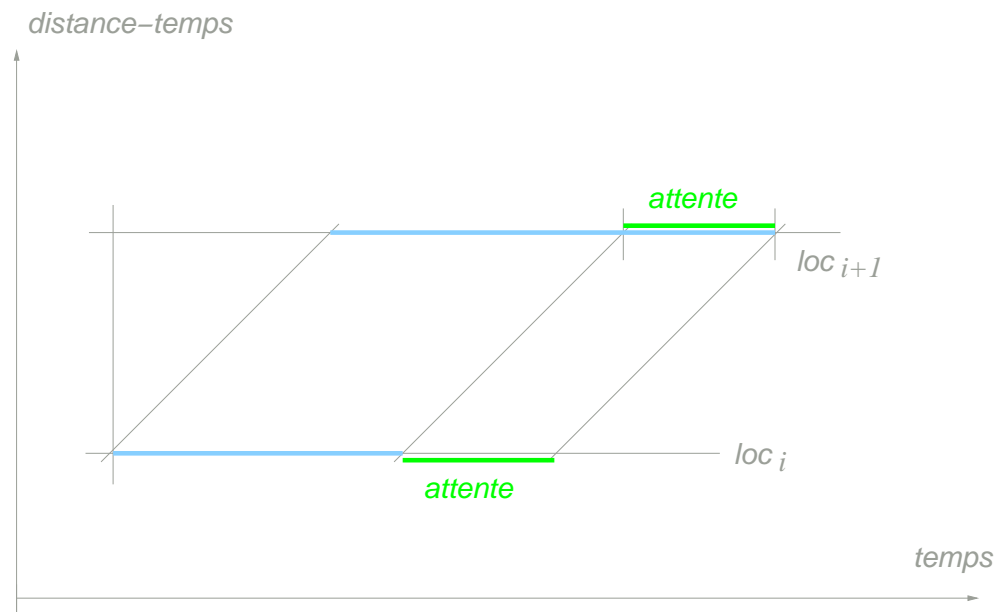 distance–temps
attente
loc i+1
loc i
attente
temps